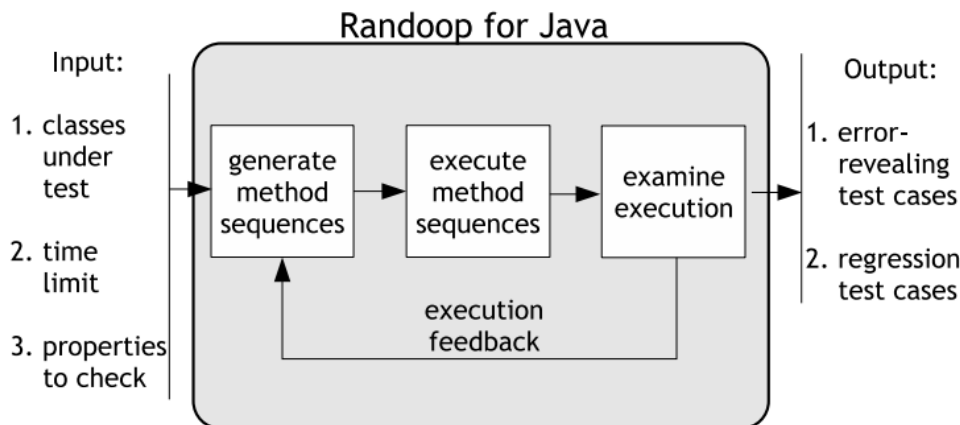 Randoop for Java
Input:
1. classes
under
test
2. time
limit
3. properties
to check
generate
method
sequences
execute
method
sequences
examine
execution
execution
feedback
Output:
1. error-
revealing
test cases
2. regression
test cases